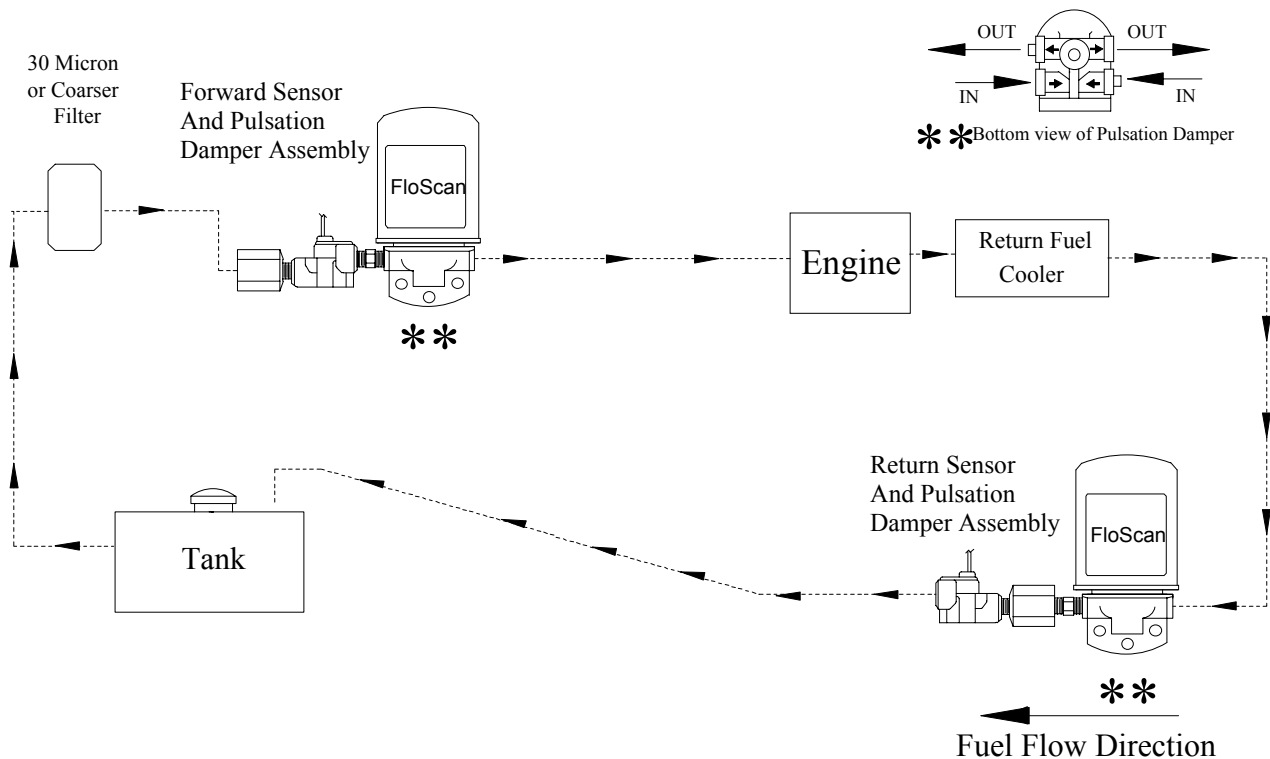 30 Micron
or Coarser
Filter
Forward Sensor
And Pulsation
Damper Assembly
FloScan
OUT
OUT
IN
IN
** Bottom view of Pulsation Damper
**
Engine
Return Fuel
Cooler
Tank
Return Sensor
And Pulsation
Damper Assembly
FloScan
**
Fuel Flow Direction